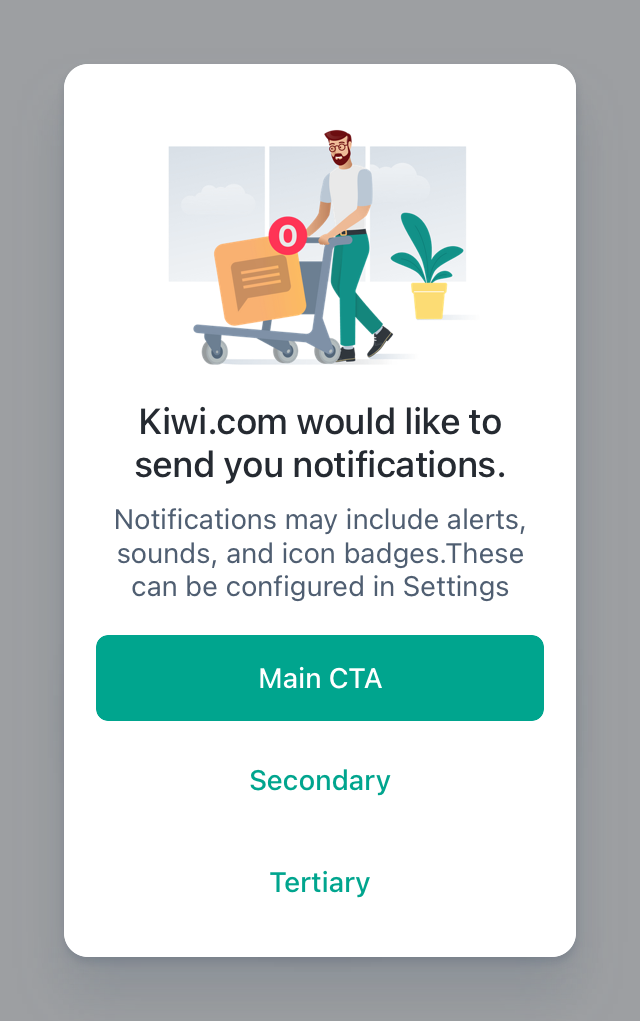 0
Kiwi.com would like to
send you notifications.
Notifications may include alerts,
sounds, and icon badges.These
can be configured in Settings
Main CTA
Secondary
Tertiary